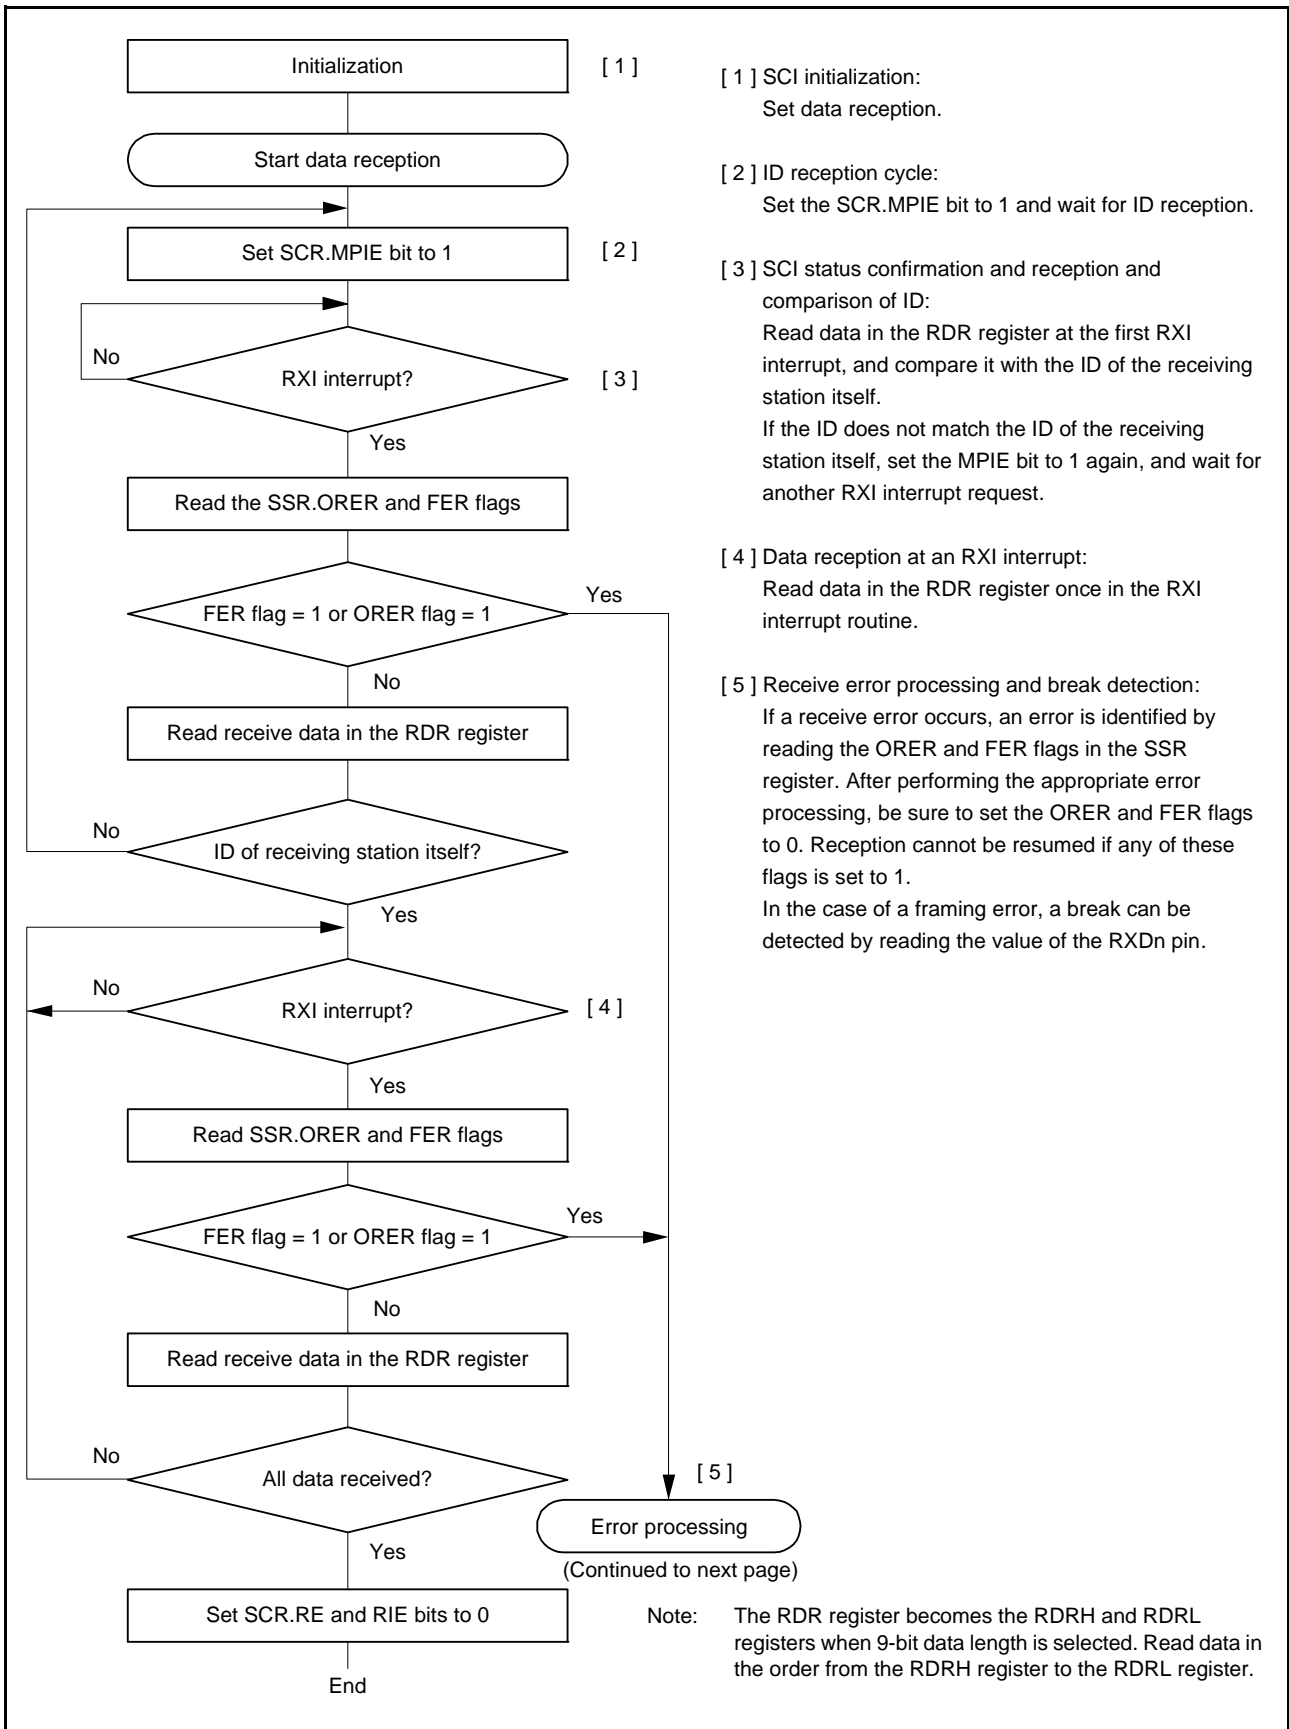 Initialization
[ 1 ]
Start data reception
Set SCR.MPIE bit to 1
[ 2 ]
No
RXI interrupt?
[ 3 ]
Yes
Read the SSR.ORER and FER flags
FER flag = 1 or ORER flag = 1
Yes
No
Read receive data in the RDR register
No
ID of receiving station itself?
Yes
No
RXI interrupt?
[ 4 ]
Yes
Read SSR.ORER and FER flags
FER flag = 1 or ORER flag = 1
Yes
No
Read receive data in the RDR register
No
All data received?
Yes
Set SCR.RE and RIE bits to 0
End
[ 5 ]
Error processing
(Continued to next page)
[ 1 ] SCI initialization:
Set data reception.
[ 2 ] ID reception cycle:
Set the SCR.MPIE bit to 1 and wait for ID reception.
[ 3 ] SCI status confirmation and reception and
comparison of ID:
Read data in the RDR register at the first RXI
interrupt, and compare it with the ID of the receiving
station itself.
If the ID does not match the ID of the receiving
station itself, set the MPIE bit to 1 again, and wait for
another RXI interrupt request.
[ 4 ] Data reception at an RXI interrupt:
Read data in the RDR register once in the RXI
interrupt routine.
[ 5 ] Receive error processing and break detection:
If a receive error occurs, an error is identified by
reading the ORER and FER flags in the SSR
register. After performing the appropriate error
processing, be sure to set the ORER and FER flags
to 0. Reception cannot be resumed if any of these
flags is set to 1.
In the case of a framing error, a break can be
detected by reading the value of the RXDn pin.
Note: The RDR register becomes the RDRH and RDRL
registers when 9-bit data length is selected. Read data in
the order from the RDRH register to the RDRL register.